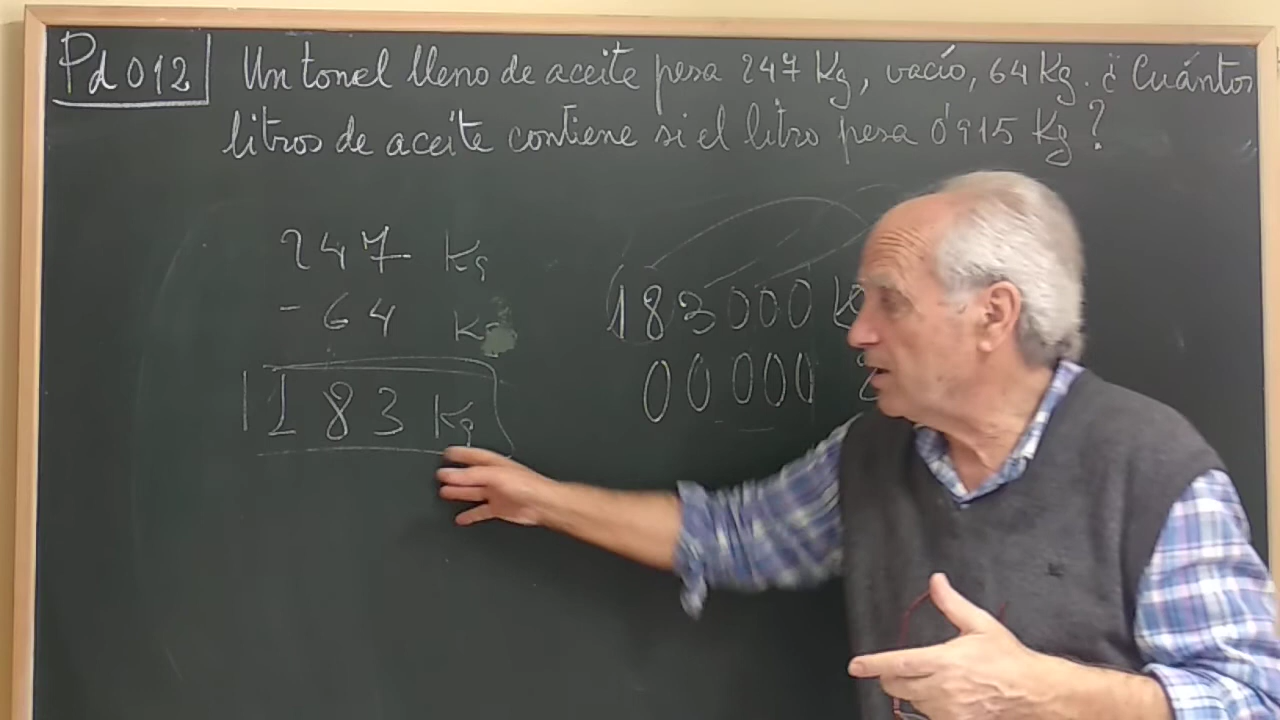 Pd 012 Un tonel lleno de aceite pesa 247 Kg, vacío, 64 Kg. ¿Cuántos
litros de aceite contiene si el litro pesa 0'915 Kg?
247 Kg
- 64 Kg
183 Kg
183000 K
00000